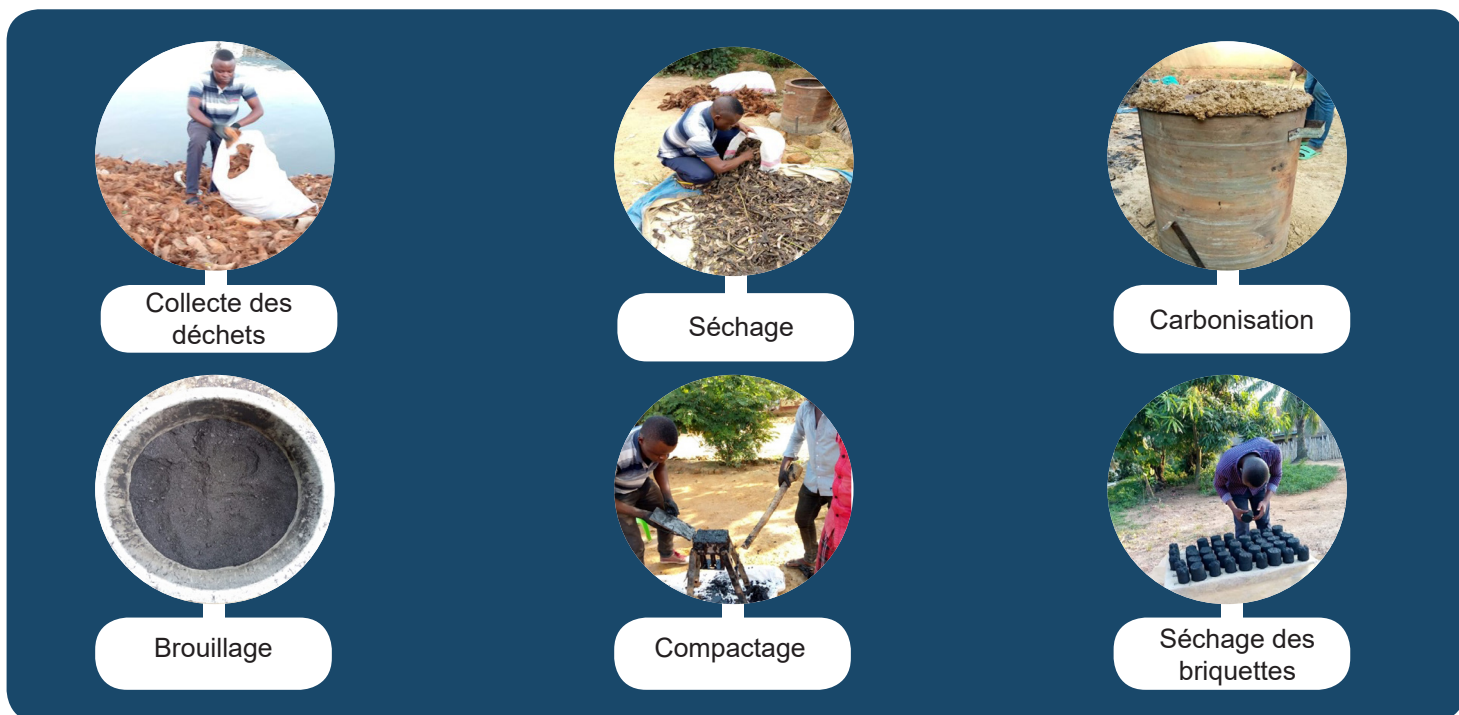 Collecte des
déchets
Séchage
Carbonisation
Brouillage
Compactage
Séchage des
briquettes